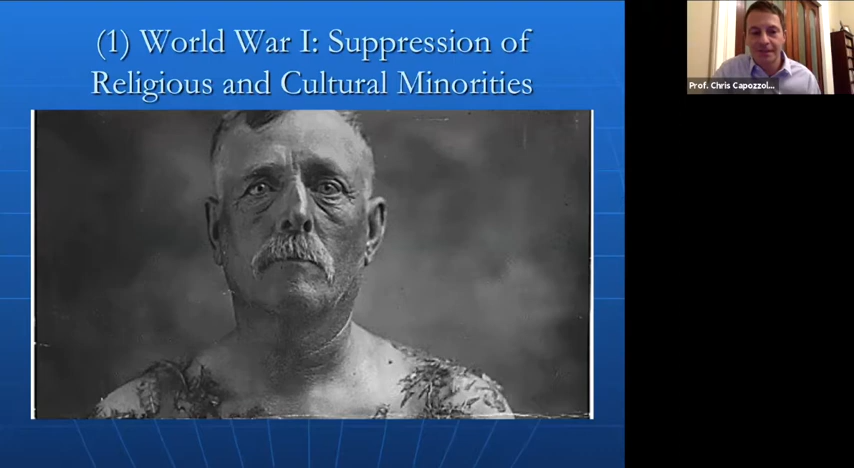 (1) World War I: Suppression of
Religious and Cultural Minorities
Prof. Chris Capozzol...